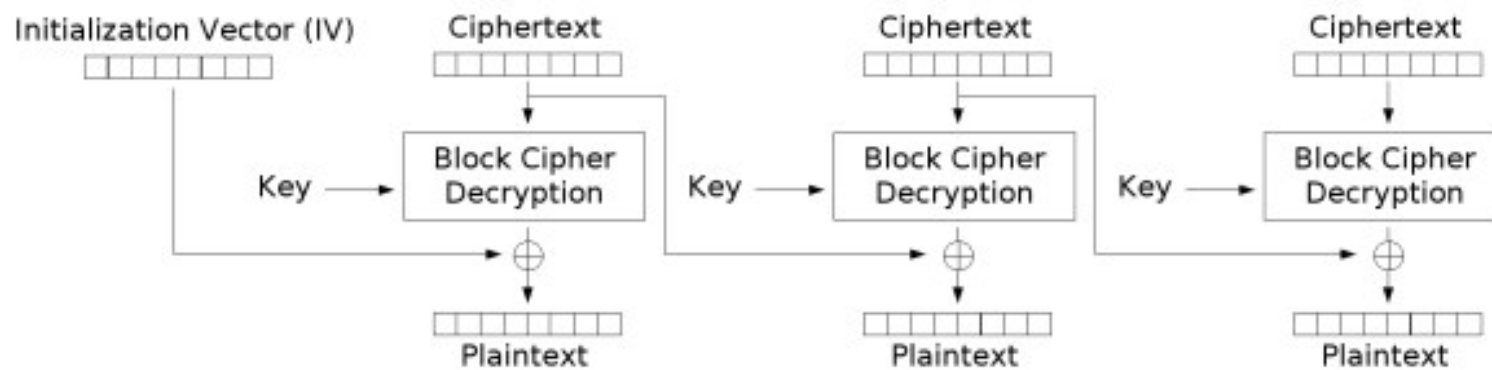 Initialization Vector (IV)
Ciphertext
Ciphertext
Ciphertext
Key
Block Cipher
Decryption
Key
Block Cipher
Decryption
Key
Block Cipher
Decryption
Plaintext
Plaintext
Plaintext